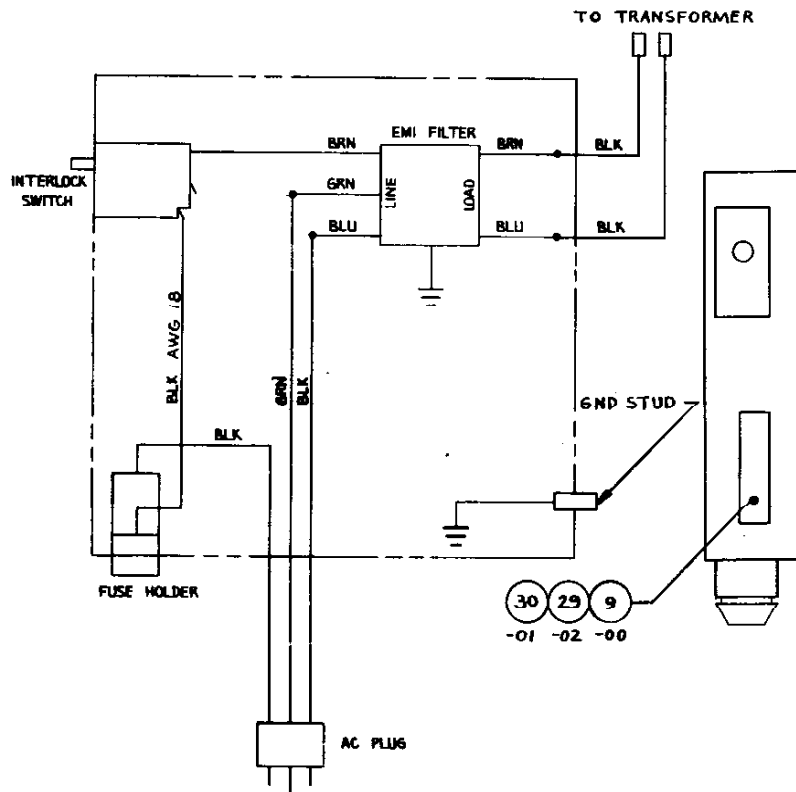 TO TRANSFORMER
EMI FILTER
BRN
BRN
BLK
INTERLOCK
SWITCH
GRN
LINE
LOAD
BLU
BLU
BLK
BLK AWG 18
GRN
BLK
GND STUD
BLK
FUSE HOLDER
30
29
9
-01
-02
-00
AC PLUG